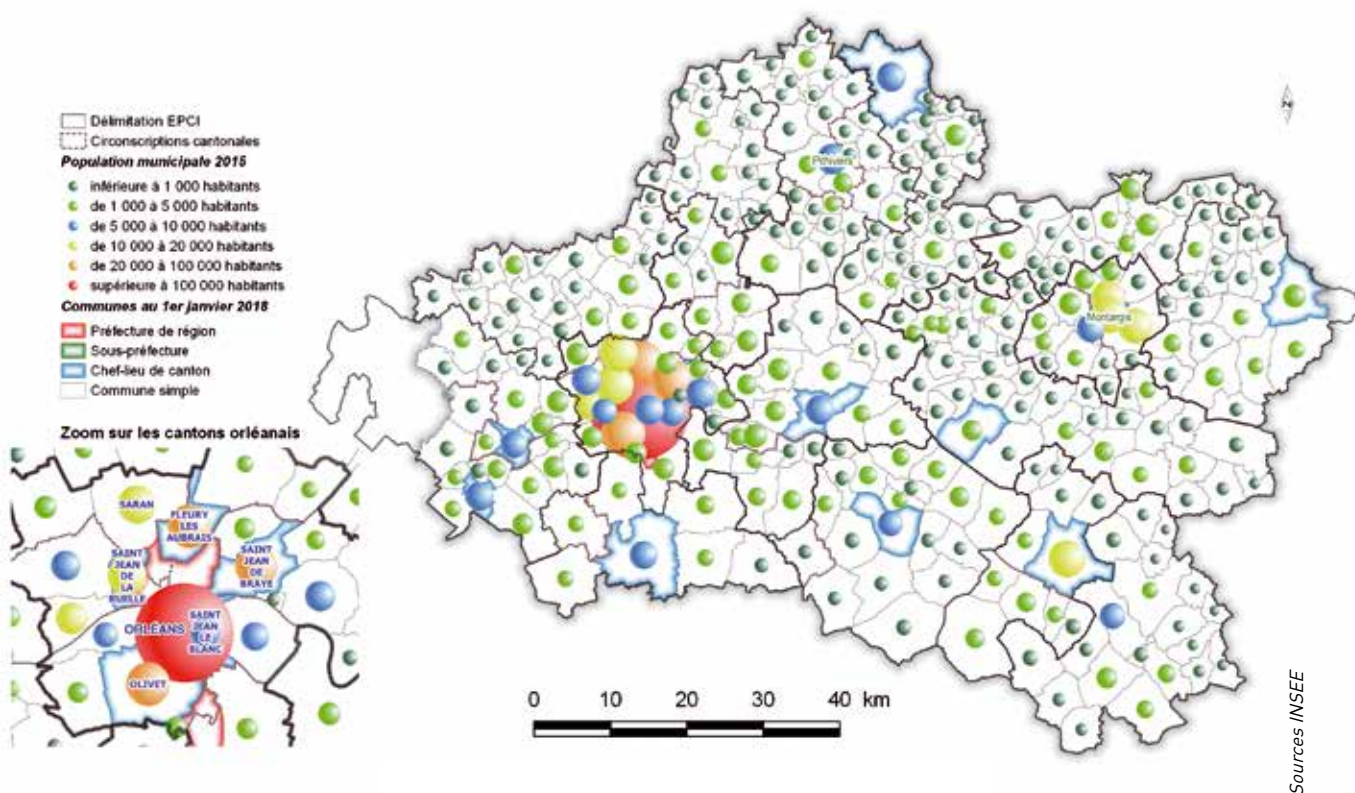 Délimitation EPCI
Circonscriptions cantonales
Population municipale 2015
inférieure à 1 000 habitants
de 1 000 à 5 000 habitants
de 5 000 à 10 000 habitants
de 10 000 à 20 000 habitants
de 20 000 à 100 000 habitants
supérieure à 100 000 habitants
Communes au 1er janvier 2018
Préfecture de région
Sous-préfecture
Chef-lieu de canton
Commune simple
Zoom sur les cantons orléanais
SARAN
FLEURY
LES
AUBRAIS
SAINT
JEAN
DE
LA
RUELLE
SAINT
JEAN
DE
BRAYE
ORLÉANS
SAINT
JEAN
LE
BLANC
OLIVET
Pithiviers
Montargis
N
0 10 20 30 40 km
Sources INSEE